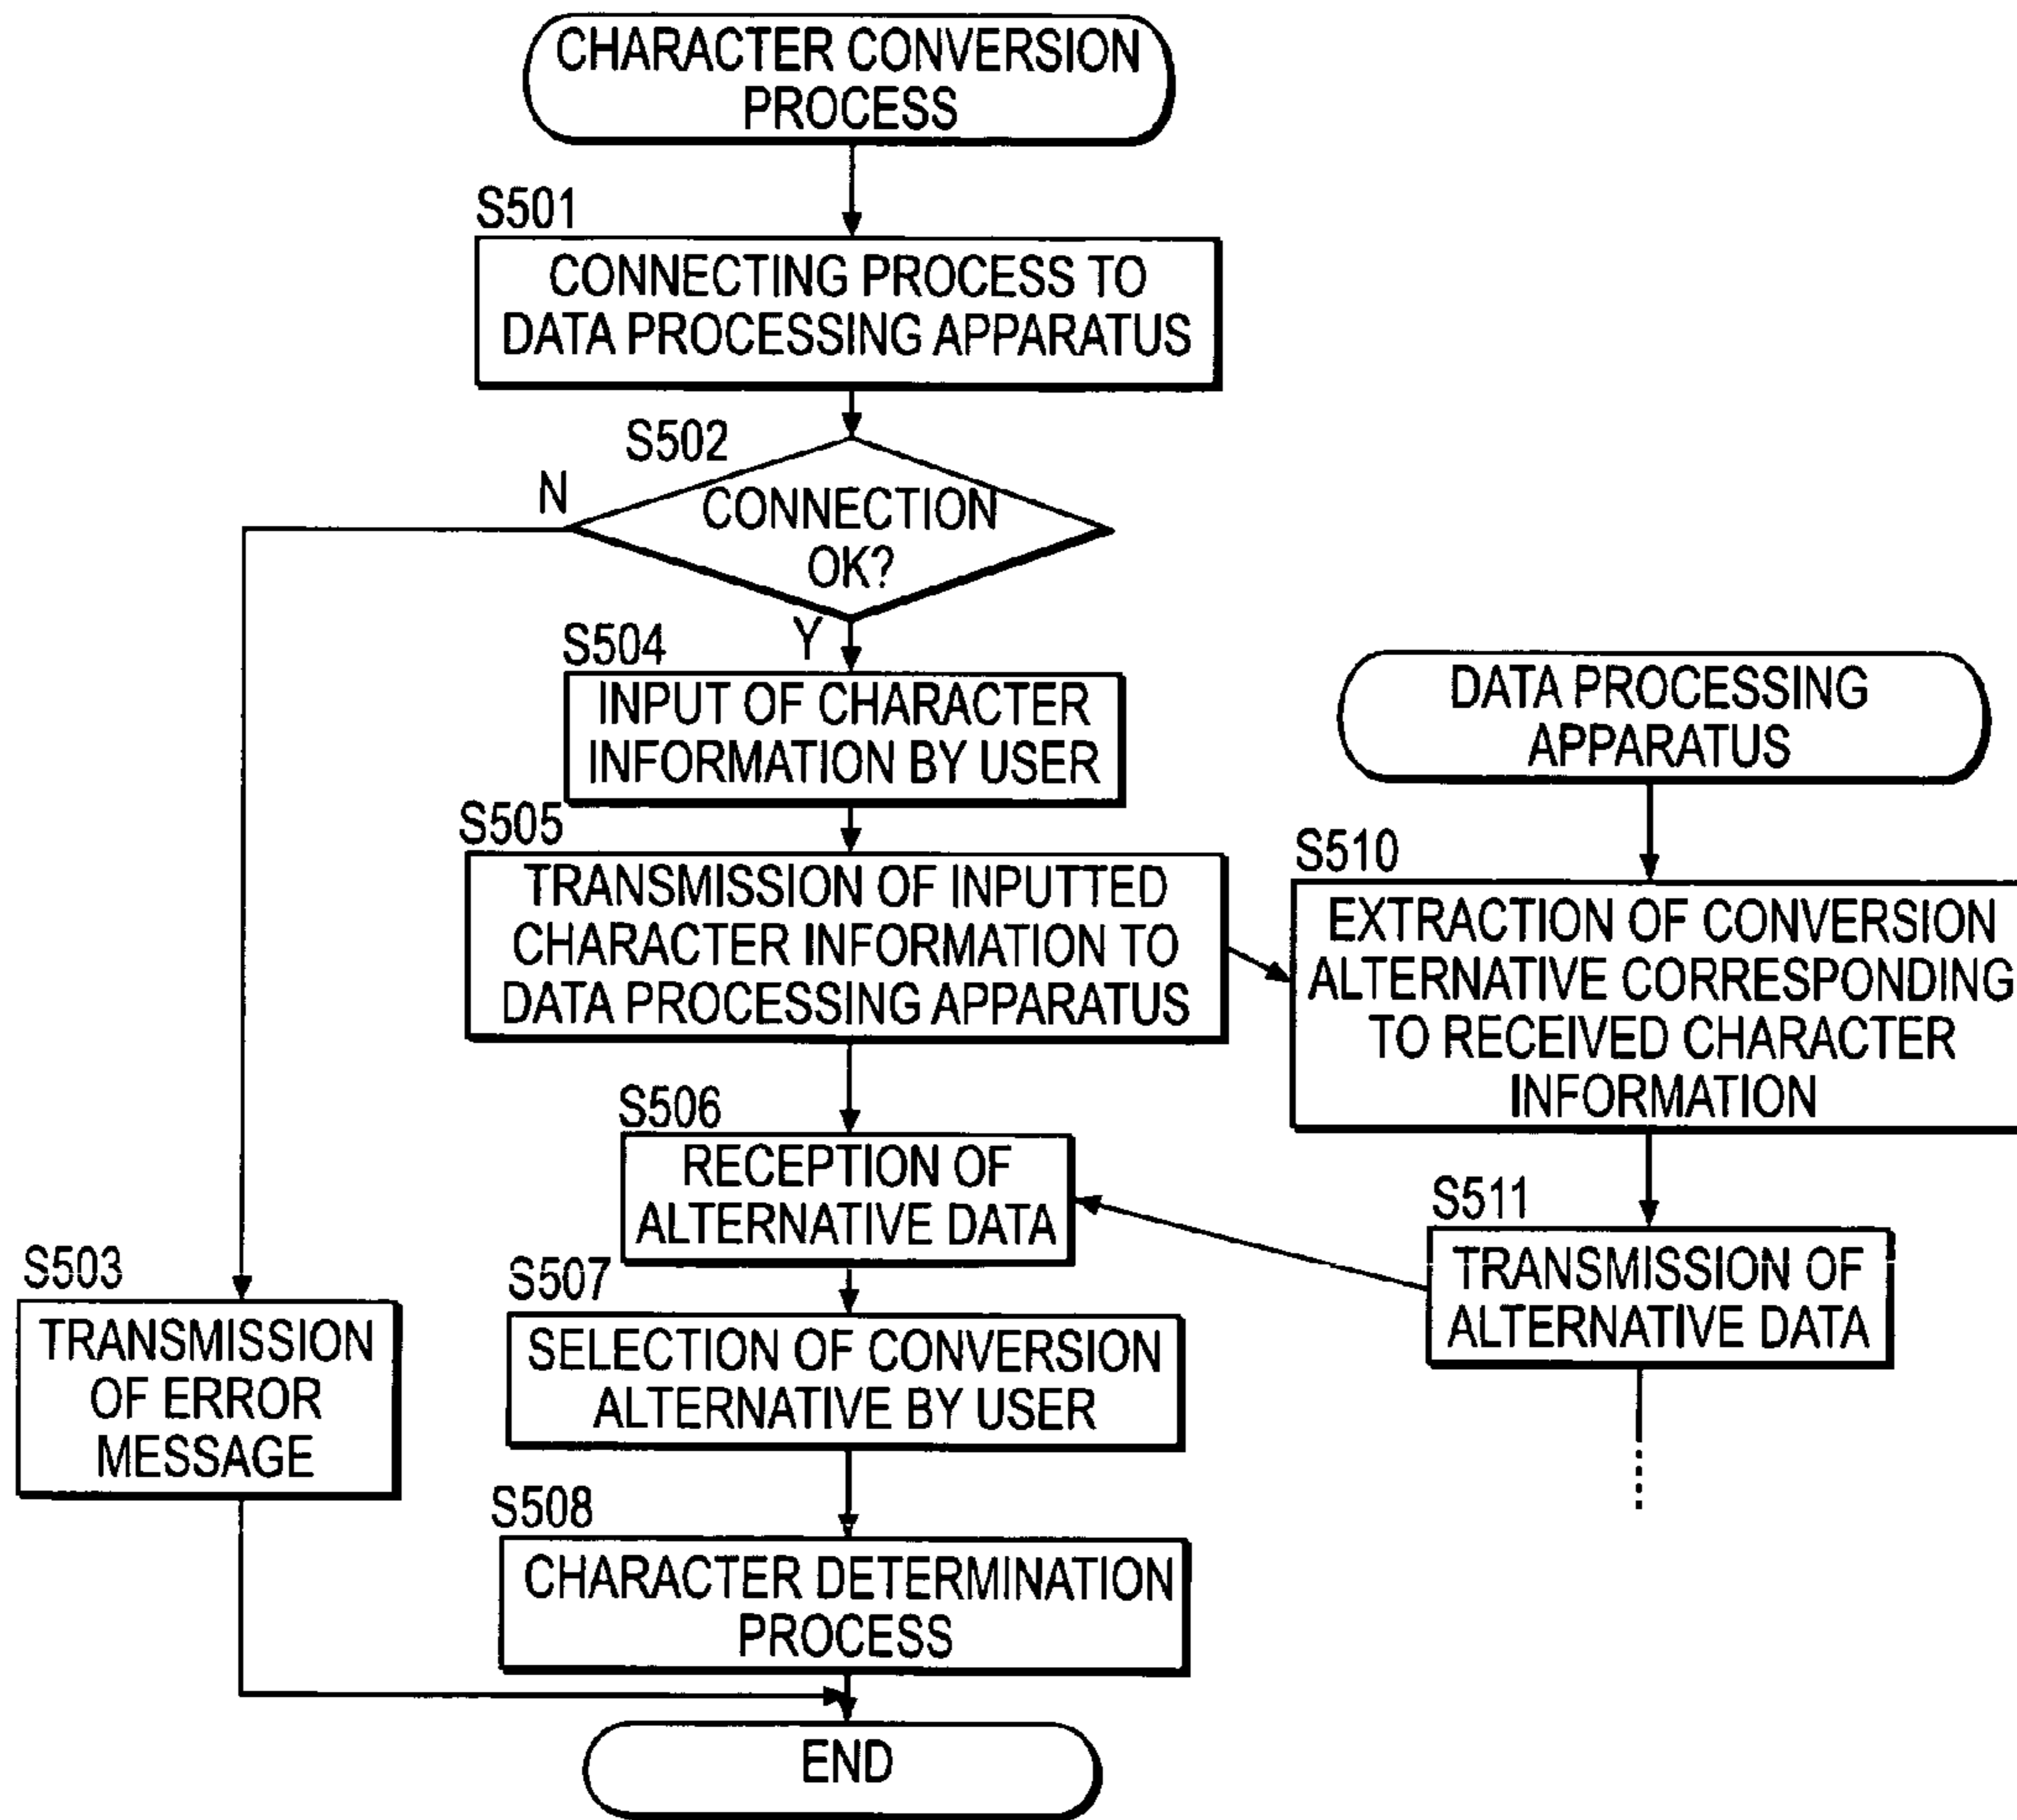 CHARACTER CONVERSION
PROCESS
S501
CONNECTING PROCESS TO
DATA PROCESSING APPARATUS
S502
N
CONNECTION
OK?
Y
S504
INPUT OF CHARACTER
INFORMATION BY USER
S505
TRANSMISSION OF INPUTTED
CHARACTER INFORMATION TO
DATA PROCESSING APPARATUS
DATA PROCESSING
APPARATUS
S510
EXTRACTION OF CONVERSION
ALTERNATIVE CORRESPONDING
TO RECEIVED CHARACTER
INFORMATION
S506
RECEPTION OF
ALTERNATIVE DATA
S511
TRANSMISSION OF
ALTERNATIVE DATA
S503
TRANSMISSION
OF ERROR
MESSAGE
S507
SELECTION OF CONVERSION
ALTERNATIVE BY USER
S508
CHARACTER DETERMINATION
PROCESS
END